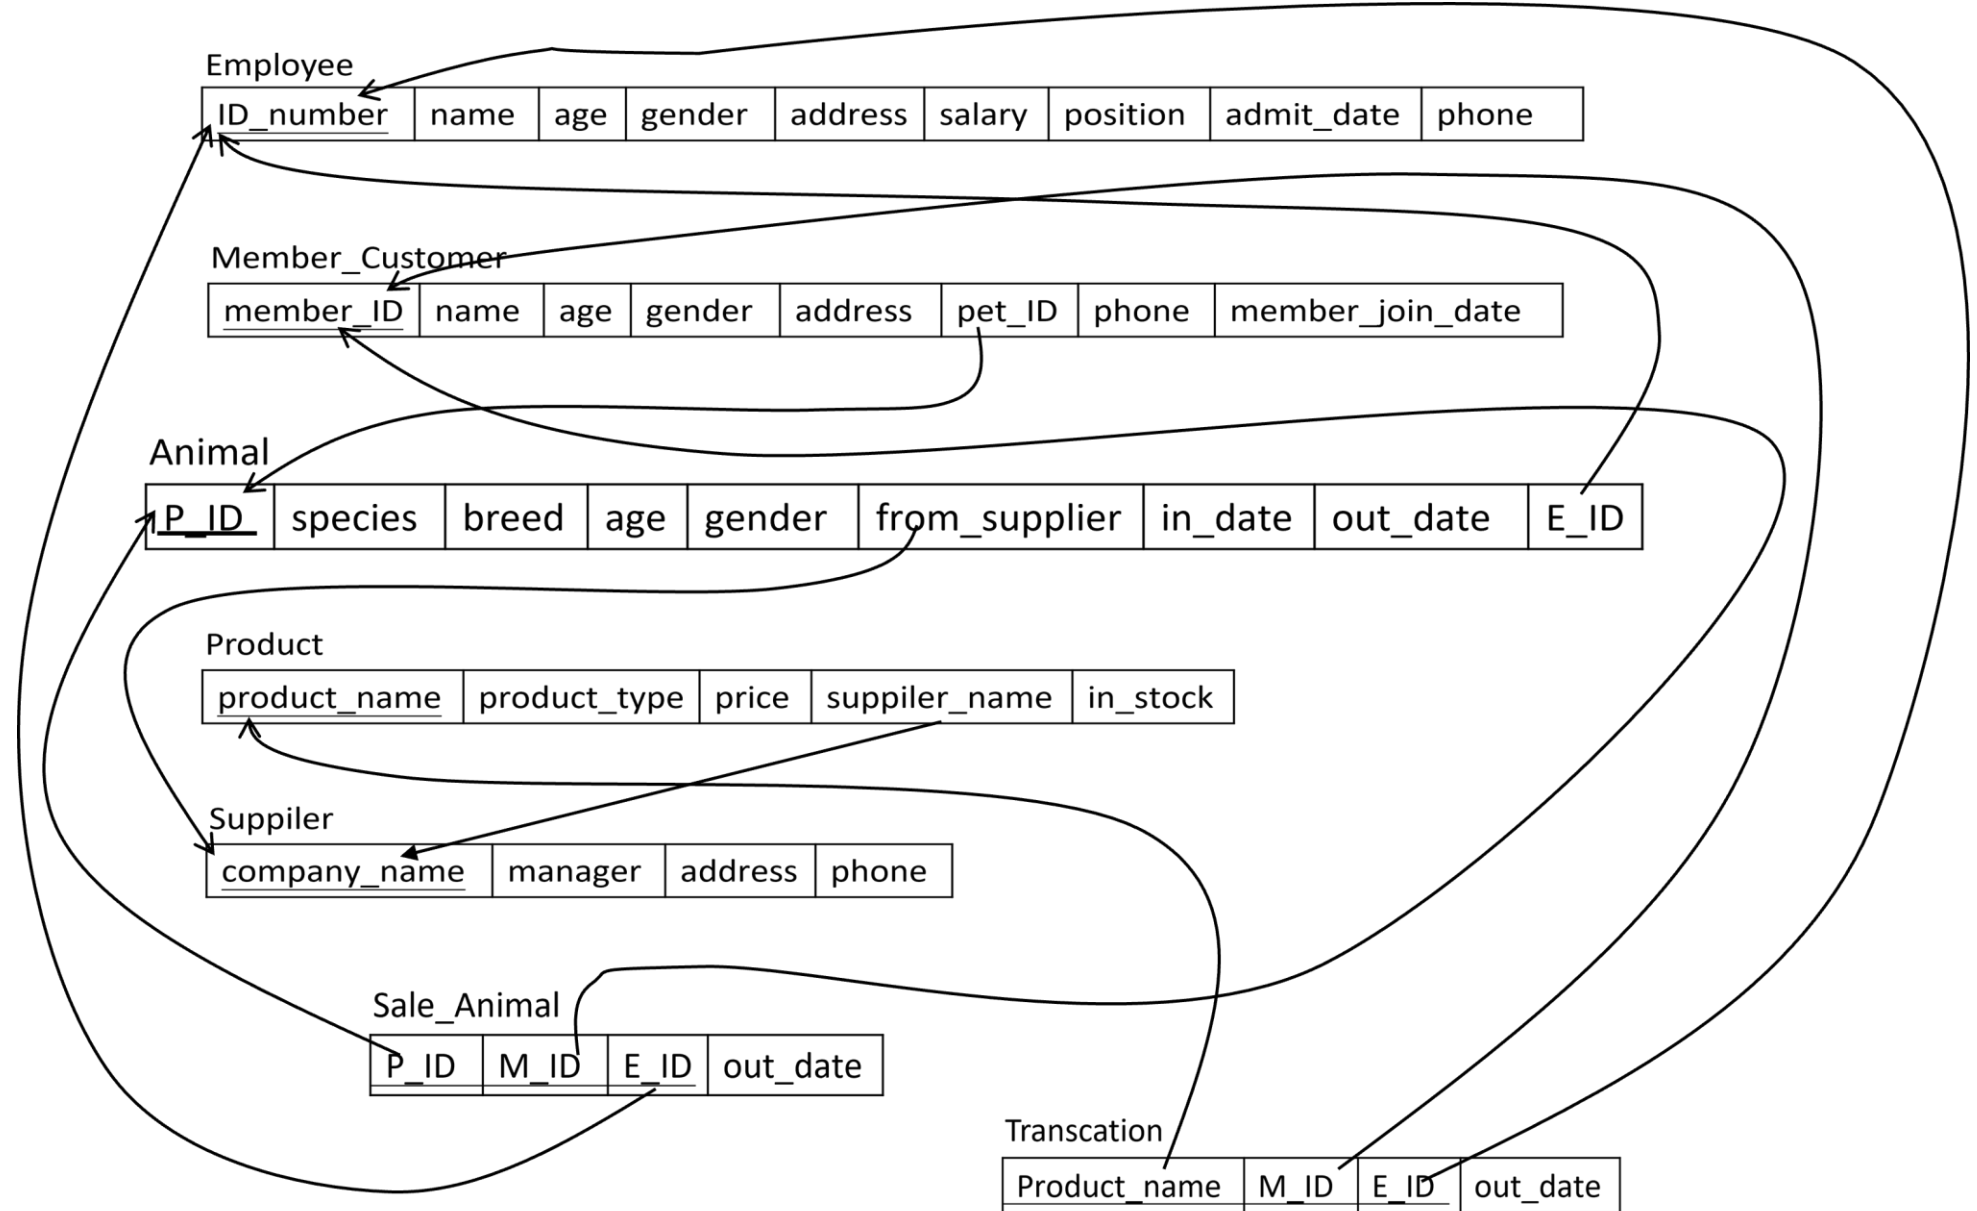 Employee
ID_number name age gender address salary position admit_date phone
Member_Customer
member_ID name age gender address pet_ID phone member_join_date
Animal
P_ID species breed age gender from_supplier in_date out_date E_ID
Product
product_name product_type price suppiler_name in_stock
Suppiler
company_name manager address phone
Sale_Animal
P_ID M_ID E_ID out_date
Transcation
Product_name M_ID E_ID out_date